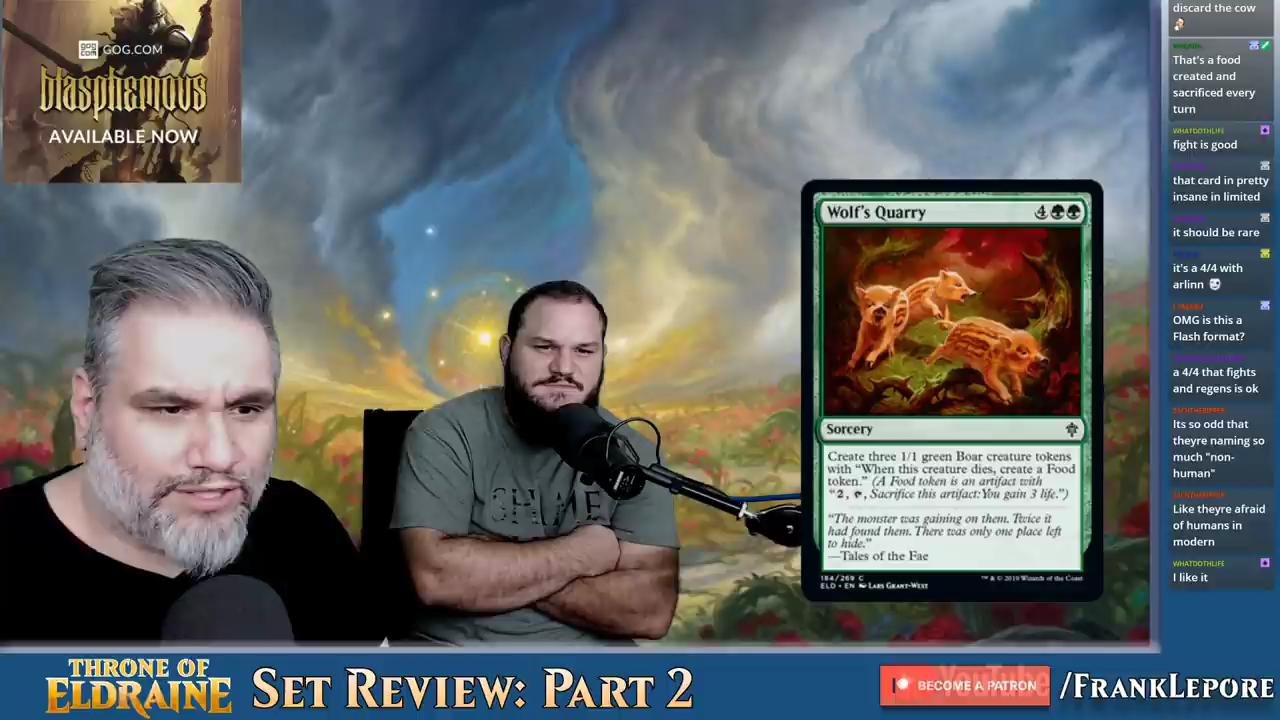 GOG.COM
blasphemous
AVAILABLE NOW
SHAME
Wolf's Quarry 4
Sorcery
Create three 1/1 green Boar creature tokens
with "When this creature dies, create a Food
token." (A Food token is an artifact with
"2, , Sacrifice this artifact:You gain 3 life.")
"The monster was gaining on them. Twice it
had found them. There was only one place left
to hide."
—Tales of the Fae
184/269 C
ELD • EN Lars Grant-West
™ & © 2019 Wizards of the Coast
discard the cow
That's a food
created and
sacrificed every
turn
WHATDOTHLIFE
fight is good
that card in pretty
insane in limited
it should be rare
it's a 4/4 with
arlinn
OMG is this a
Flash format?
a 4/4 that fights
and regens is ok
Its so odd that
theyre naming so
much "non-
human"
Like theyre afraid
of humans in
modern
WHATDOTHLIFE
I like it
THRONE OF
ELDRAINE
SET REVIEW: PART 2
BECOME A PATRON
YouTube
/FRANKLEPORE